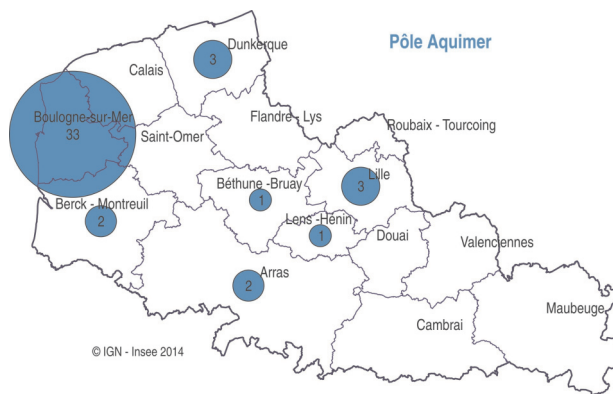 Pôle Aquimer
Dunkerque
3
Calais
Boulogne-sur-Mer
33
Flandre - Lys
Saint-Omer
Roubaix - Tourcoing
Béthune -Bruay
1
Lille
3
Berck - Montreuil
2
Lens -Hénin
1
Douai
Valenciennes
Arras
2
Cambrai
Maubeuge
© IGN - Insee 2014